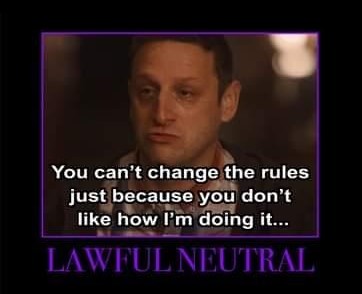 You can't change the rules
just because you don't
like how I'm doing it...
LAWFUL NEUTRAL